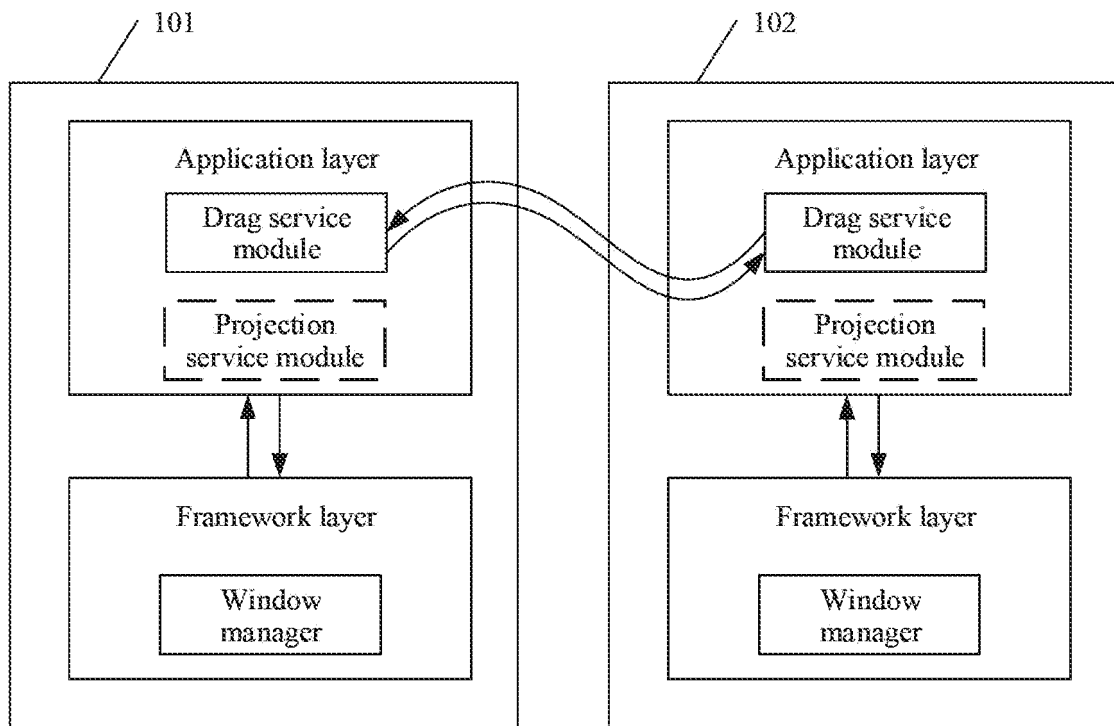 101
102
Application layer
Drag service
module
Projection
service module
Framework layer
Window
manager
Application layer
Drag service
module
Projection
service module
Framework layer
Window
manager